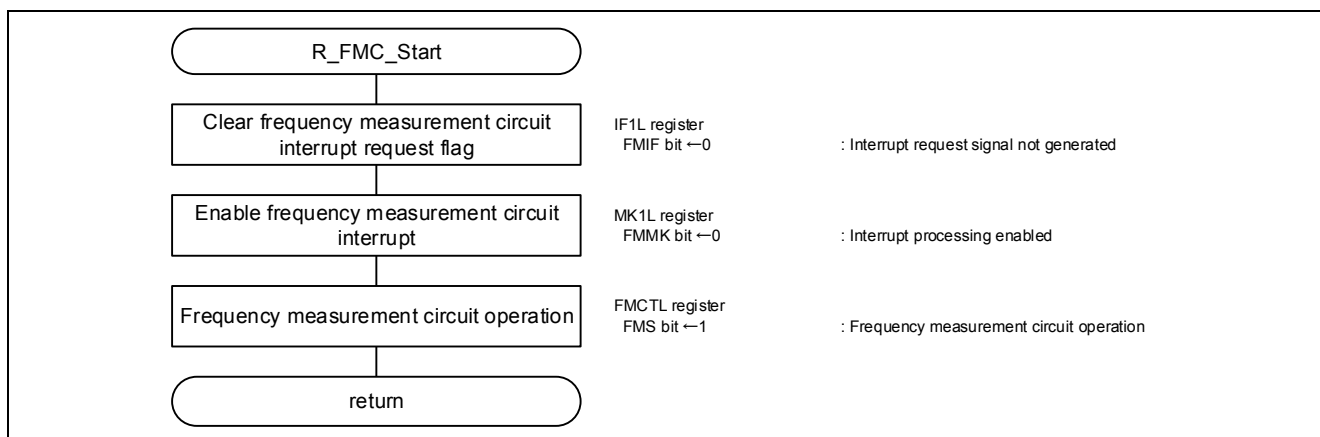 R_FMC_Start
Clear frequency measurement circuit
interrupt request flag
IF1L register
FMIF bit ←0 : Interrupt request signal not generated
Enable frequency measurement circuit
interrupt
MK1L register
FMMK bit ←0 : Interrupt processing enabled
Frequency measurement circuit operation
FMCTL register
FMS bit ←1 : Frequency measurement circuit operation
return